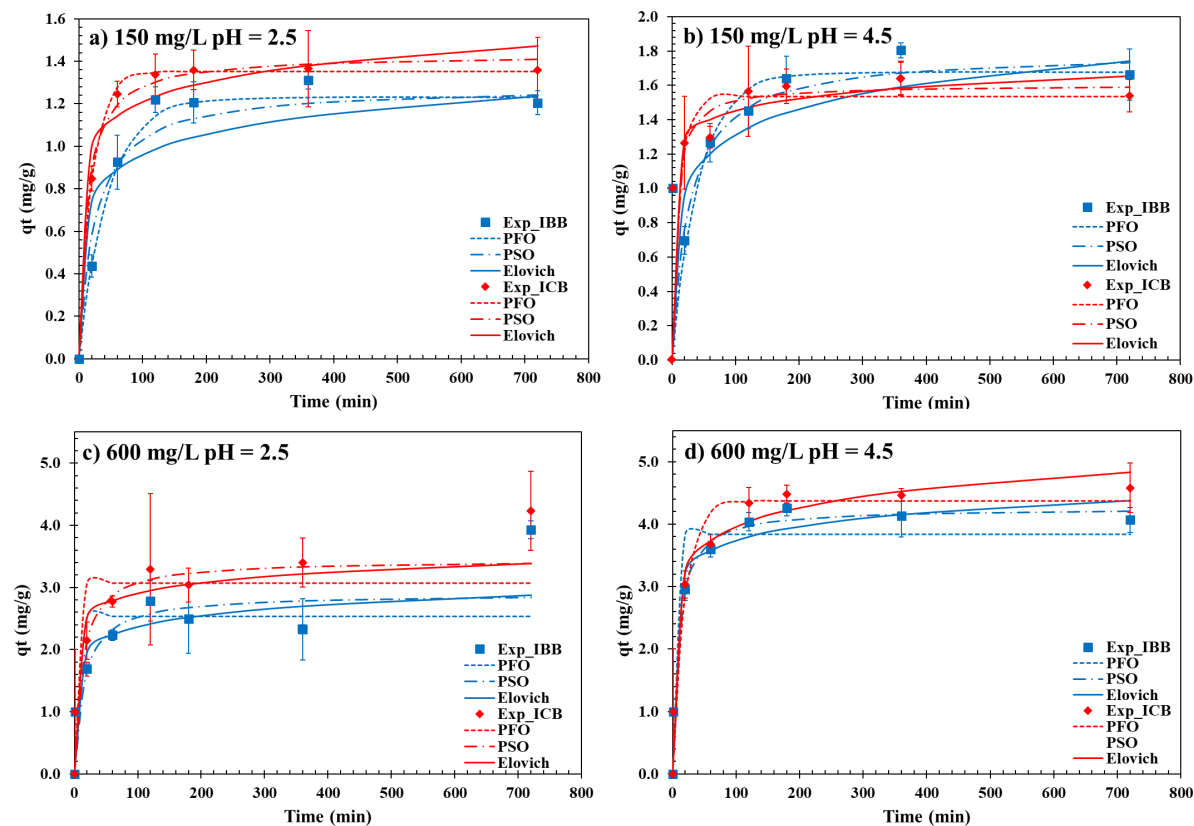 a) 150 mg/L pH = 2.5
qt (mg/g)
1.6
1.4
1.2
1.0
0.8
0.6
0.4
0.2
0.0
Exp_IBB
PFO
PSO
Elovich
Exp_ICB
PFO
PSO
Elovich
0 100 200 300 400 500 600 700 800
Time (min)
b) 150 mg/L pH = 4.5
qt (mg/g)
2.0
1.8
1.6
1.4
1.2
1.0
0.8
0.6
0.4
0.2
0.0
Exp_IBB
PFO
PSO
Elovich
Exp_ICB
PFO
PSO
Elovich
0 100 200 300 400 500 600 700 800
Time (min)
c) 600 mg/L pH = 2.5
qt (mg/g)
5.0
4.0
3.0
2.0
1.0
0.0
Exp_IBB
PFO
PSO
Elovich
Exp_ICB
PFO
PSO
Elovich
0 100 200 300 400 500 600 700 800
Time (min)
d) 600 mg/L pH = 4.5
qt (mg/g)
5.0
4.0
3.0
2.0
1.0
0.0
Exp_IBB
PFO
PSO
Elovich
Exp_ICB
PFO
PSO
Elovich
0 100 200 300 400 500 600 700 800
Time (min)